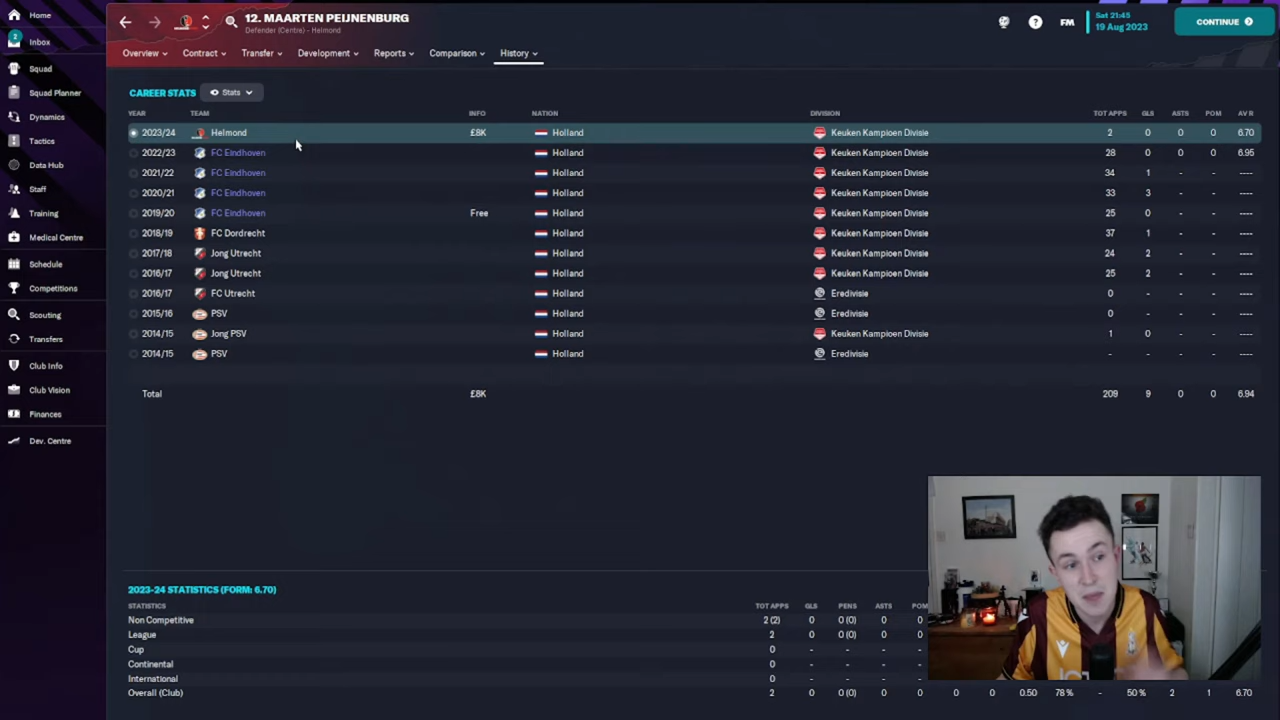 Home
Inbox
2
Squad
Squad Planner
Dynamics
Tactics
Data Hub
Staff
Training
Medical Centre
Schedule
Competitions
Scouting
Transfers
Club Info
Club Vision
Finances
Dev. Centre
12. MAARTEN PEIJNENBURG
Defender (Centre) - Helmond
FM
Sat 21:45
19 Aug 2023
CONTINUE
Overview Contract Transfer Development Reports Comparison History
CAREER STATS Stats
YEAR TEAM INFO NATION DIVISION TOT APPS GLS ASTS POM AV R
2023/24 Helmond £8K Holland Keuken Kampioen Divisie 2 0 0 0 6.70
2022/23 FC Eindhoven Holland Keuken Kampioen Divisie 28 0 0 0 6.95
2021/22 FC Eindhoven Holland Keuken Kampioen Divisie 34 1 - - ----
2020/21 FC Eindhoven Holland Keuken Kampioen Divisie 33 3 - - ----
2019/20 FC Eindhoven Free Holland Keuken Kampioen Divisie 25 0 - - ----
2018/19 FC Dordrecht Holland Keuken Kampioen Divisie 37 1 - - ----
2017/18 Jong Utrecht Holland Keuken Kampioen Divisie 24 2 - - ----
2016/17 Jong Utrecht Holland Keuken Kampioen Divisie 25 2 - - ----
2016/17 FC Utrecht Holland Eredivisie 0 - - - ----
2015/16 PSV Holland Eredivisie 0 - - - ----
2014/15 Jong PSV Holland Keuken Kampioen Divisie 1 0 - - ----
2014/15 PSV Holland Eredivisie - - - - ----
Total £8K 209 9 0 0 6.94
2023-24 STATISTICS (FORM: 6.70)
STATISTICS TOT APPS GLS PENS ASTS POM
Non Competitive 2 (2) 0 0 (0) 0 0
League 2 0 0 (0) 0 0
Cup 0 - - - -
Continental 0 - - - -
International 0 - - - -
Overall (Club) 2 0 0 (0) 0 0 0 0 0.50 78 % - 50 % 2 1 6.70